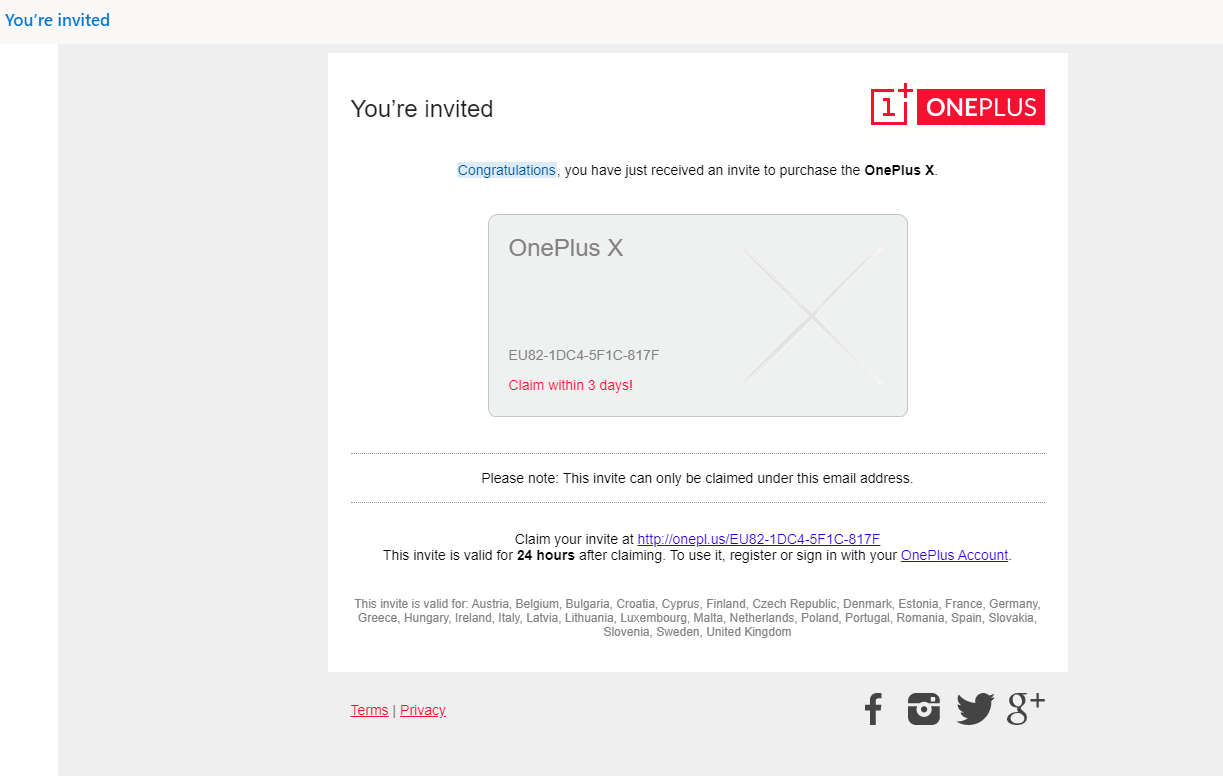 You’re invited
You’re invited
1+ ONEPLUS
Congratulations, you have just received an invite to purchase the OnePlus X.
OnePlus X
EU82-1DC4-5F1C-817F
Claim within 3 days!
Please note: This invite can only be claimed under this email address.
Claim your invite at http://onepl.us/EU82-1DC4-5F1C-817F
This invite is valid for 24 hours after claiming. To use it, register or sign in with your OnePlus Account.
This invite is valid for: Austria, Belgium, Bulgaria, Croatia, Cyprus, Finland, Czech Republic, Denmark, Estonia, France, Germany,
Greece, Hungary, Ireland, Italy, Latvia, Lithuania, Luxembourg, Malta, Netherlands, Poland, Portugal, Romania, Spain, Slovakia,
Slovenia, Sweden, United Kingdom
Terms | Privacy
f g+